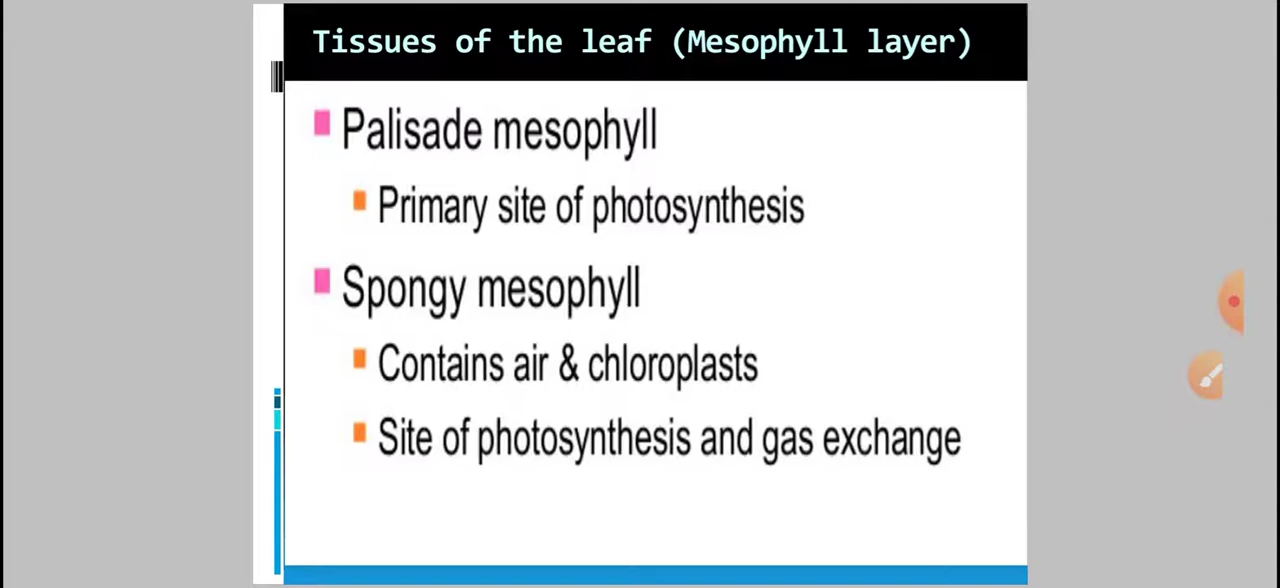 Tissues of the leaf (Mesophyll layer)
Palisade mesophyll
Primary site of photosynthesis
Spongy mesophyll
Contains air & chloroplasts
Site of photosynthesis and gas exchange